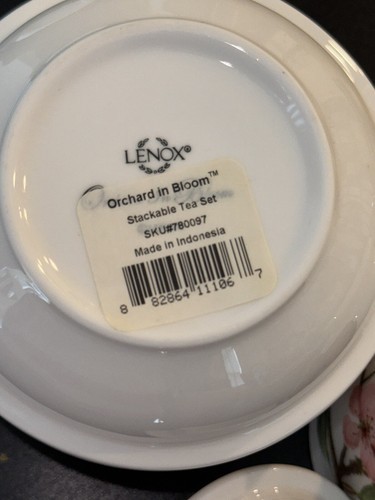 LENOX®
Orchard in Bloom™
Stackable Tea Set
SKU#780097
Made in Indonesia
8 82864 11106 7